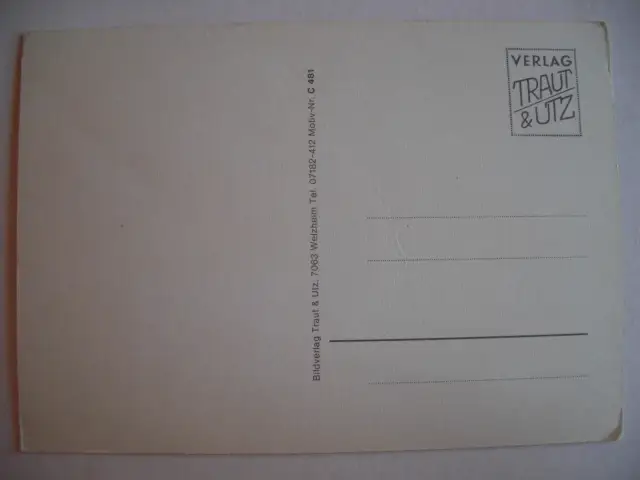 VERLAG
TRAUT
& UTZ
Bildverlag Traut & Utz, 7063 Welzheim Tel. 07182-412 Motiv-Nr. C 481